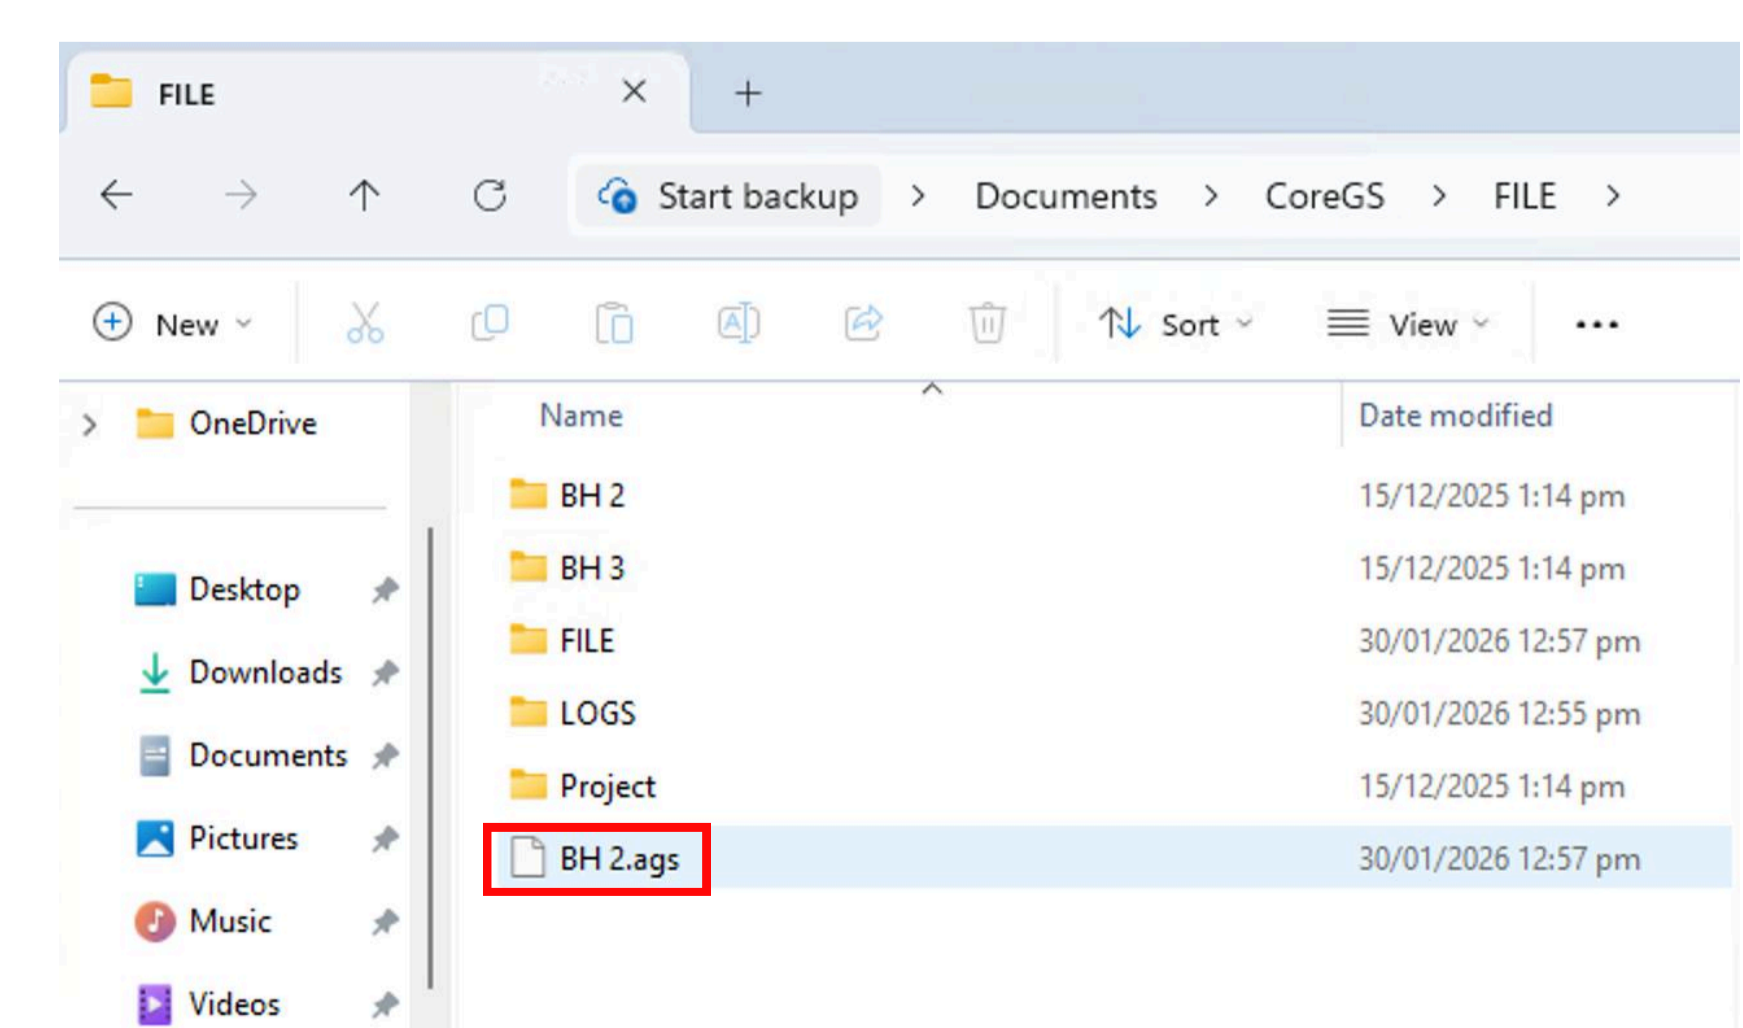 FILE
Start backup > Documents > CoreGS > FILE >
New Sort View ...
OneDrive
Desktop
Downloads
Documents
Pictures
Music
Videos
Name Date modified
BH 2 15/12/2025 1:14 pm
BH 3 15/12/2025 1:14 pm
FILE 30/01/2026 12:57 pm
LOGS 30/01/2026 12:55 pm
Project 15/12/2025 1:14 pm
BH 2.ags 30/01/2026 12:57 pm